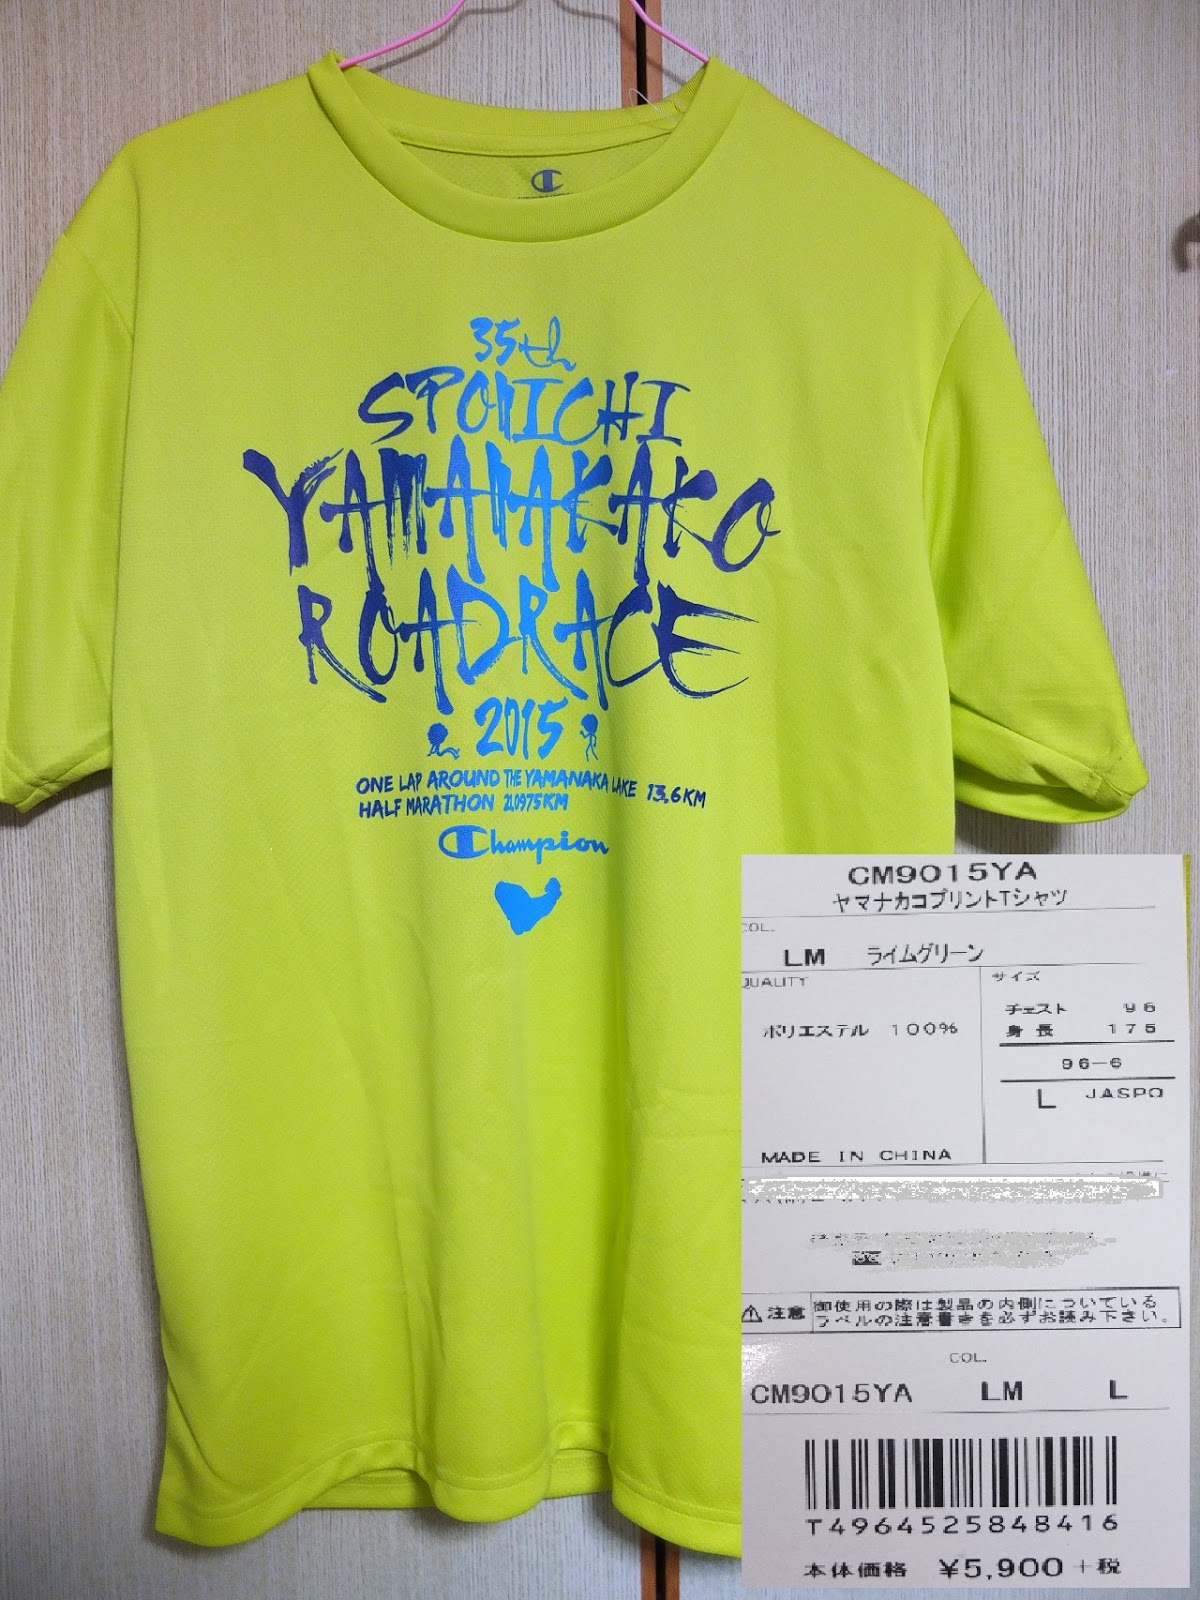 35th
SPONICHI
YAMANAKAKO
ROADRACE
2015
ONE LAP AROUND THE YAMANAKA LAKE 13.6KM
HALF MARATHON 21.0975KM
Champion
CM9015YA
ヤマナカコプリントTシャツ
COL.
LM ライムグリーン
QUALITY
サイズ
ポリエステル 100%
チェスト 96
身長 175
96-6
L JASPO
MADE IN CHINA
注意 御使用の際は製品の内側についている
ラベルの注意書きを必ずお読み下さい。
COL.
CM9015YA LM L
T4964525848416
本体価格 ¥5,900+税